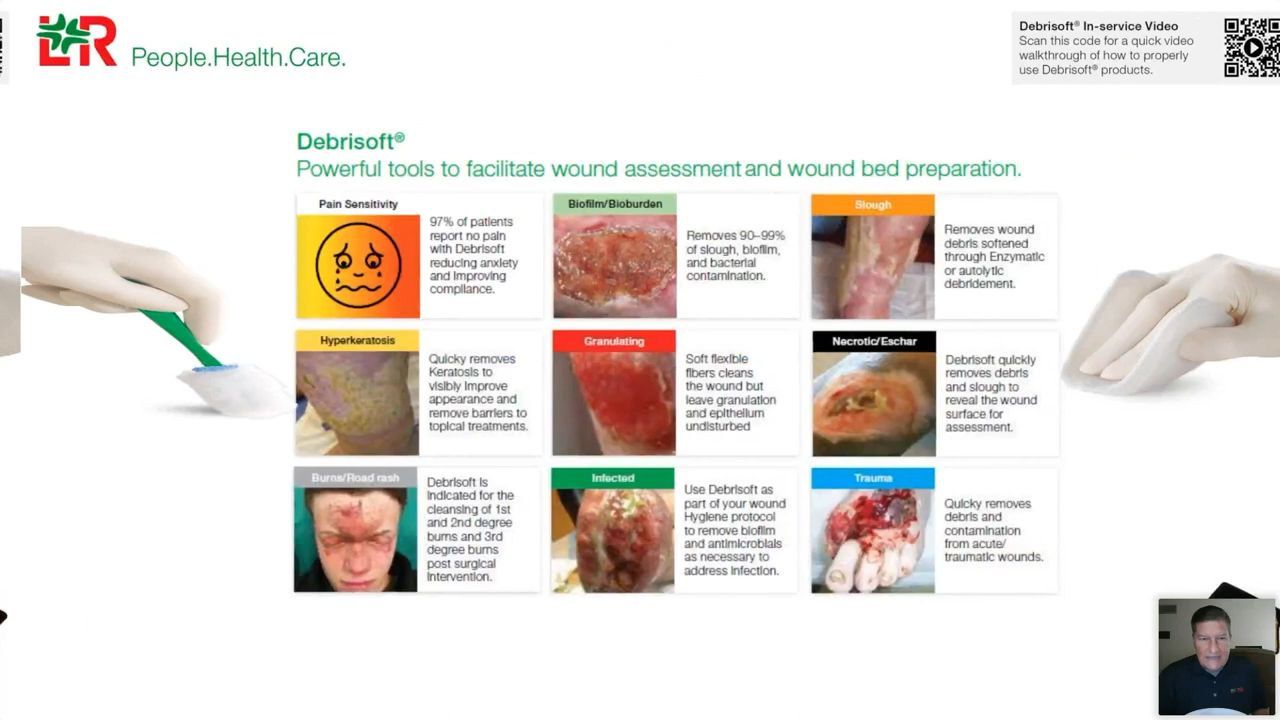 L&R
People.Health.Care.
Debrisoft® In-service Video
Scan this code for a quick video
walkthrough of how to properly
use Debrisoft® products.
Debrisoft®
Powerful tools to facilitate wound assessment and wound bed preparation.
Pain Sensitivity
97% of patients
report no pain
with Debrisoft
reducing anxiety
and improving
compliance.
Biofilm/Bioburden
Removes 90–99%
of slough, biofilm,
and bacterial
contamination.
Slough
Removes wound
debris softened
through Enzymatic
or autolytic
debridement.
Hyperkeratosis
Quicky removes
Keratosis to
visibly improve
appearance and
remove barriers to
topical treatments.
Granulating
Soft flexible
fibers cleans
the wound but
leave granulation
and epithelium
undisturbed
Necrotic/Eschar
Debrisoft quickly
removes debris
and slough to
reveal the wound
surface for
assessment.
Burns/Road rash
Debrisoft is
indicated for the
cleansing of 1st
and 2nd degree
burns and 3rd
degree burns
post surgical
intervention.
Infected
Use Debrisoft as
part of your wound
Hygiene protocol
to remove biofilm
and antimicrobials
as necessary to
address infection.
Trauma
Quicky removes
debris and
contamination
from acute/
traumatic wounds.